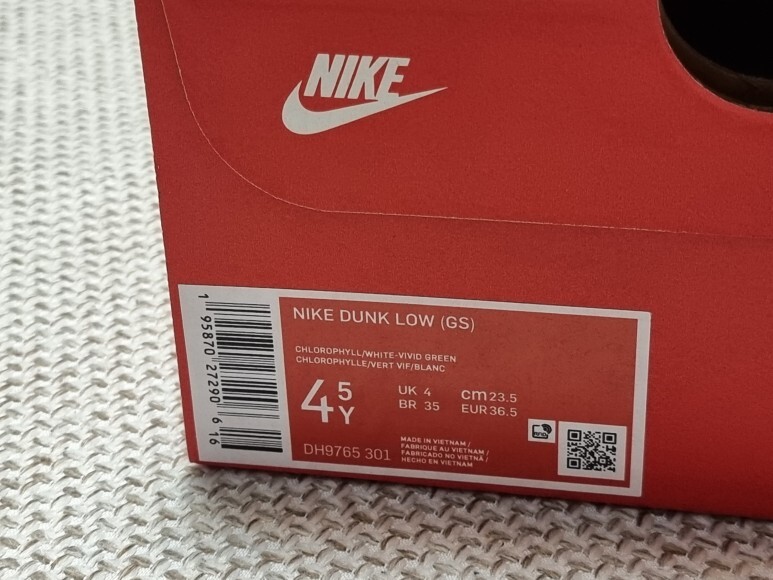 NIKE
NIKE DUNK LOW (GS)
CHLOROPHYLL/WHITE-VIVID GREEN
CHLOROPHYLLE/VERT VIF/BLANC
4 5 Y
UK 4 cm 23.5
BR 35 EUR 36.5
DH9765 301
MADE IN VIETNAM /
FABRIQUÉ AU VIETNAM /
FABRICADO NO VIETNÃ /
HECHO EN VIETNAM
1 95870 27290 6 16